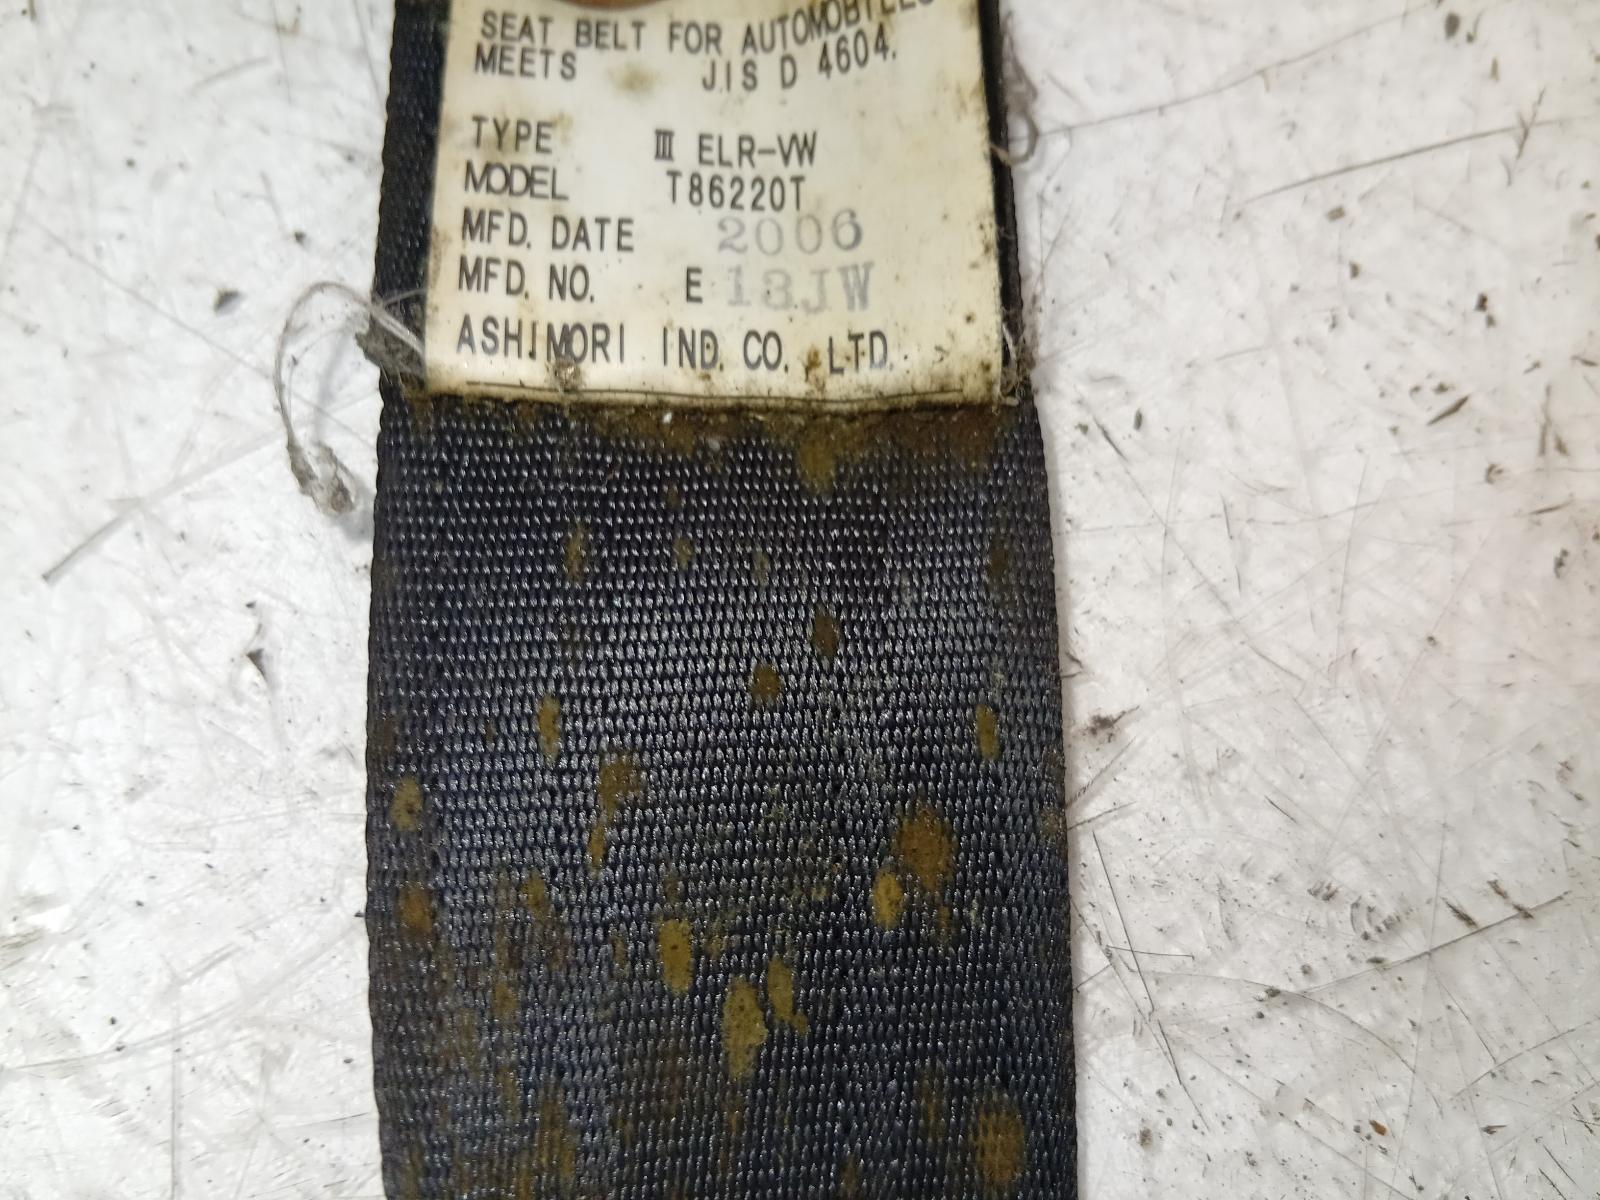 SEAT BELT FOR AUTOMOBILES
MEETS J.I S D 4604.
TYPE Ⅲ ELR-VW
MODEL T86220T
MFD. DATE 2006
MFD. NO. E 13JW
ASHIMORI IND. CO. LTD.